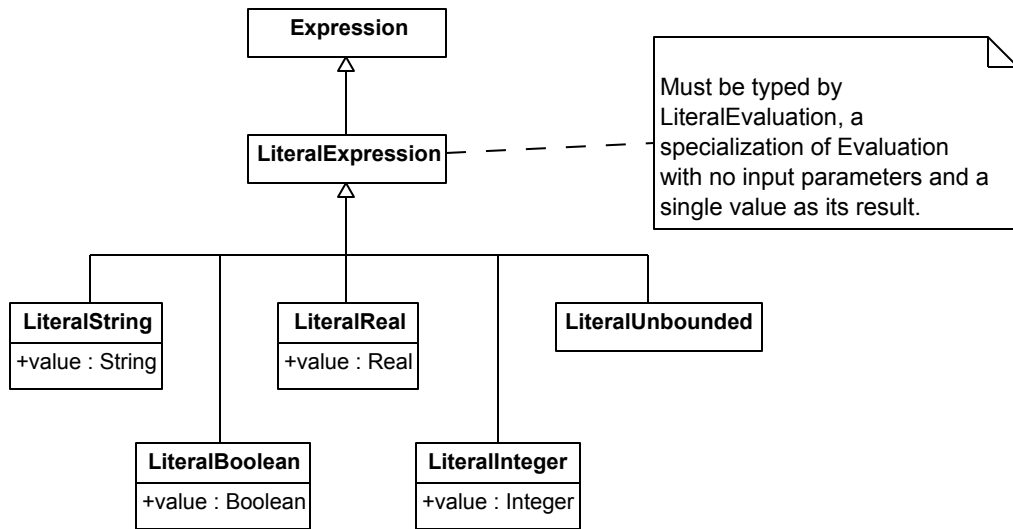 Expression
Must be typed by
LiteralEvaluation, a
specialization of Evaluation
with no input parameters and a
single value as its result.
LiteralExpression
LiteralString
+value : String
LiteralReal
+value : Real
LiteralUnbounded
LiteralBoolean
+value : Boolean
LiteralInteger
+value : Integer